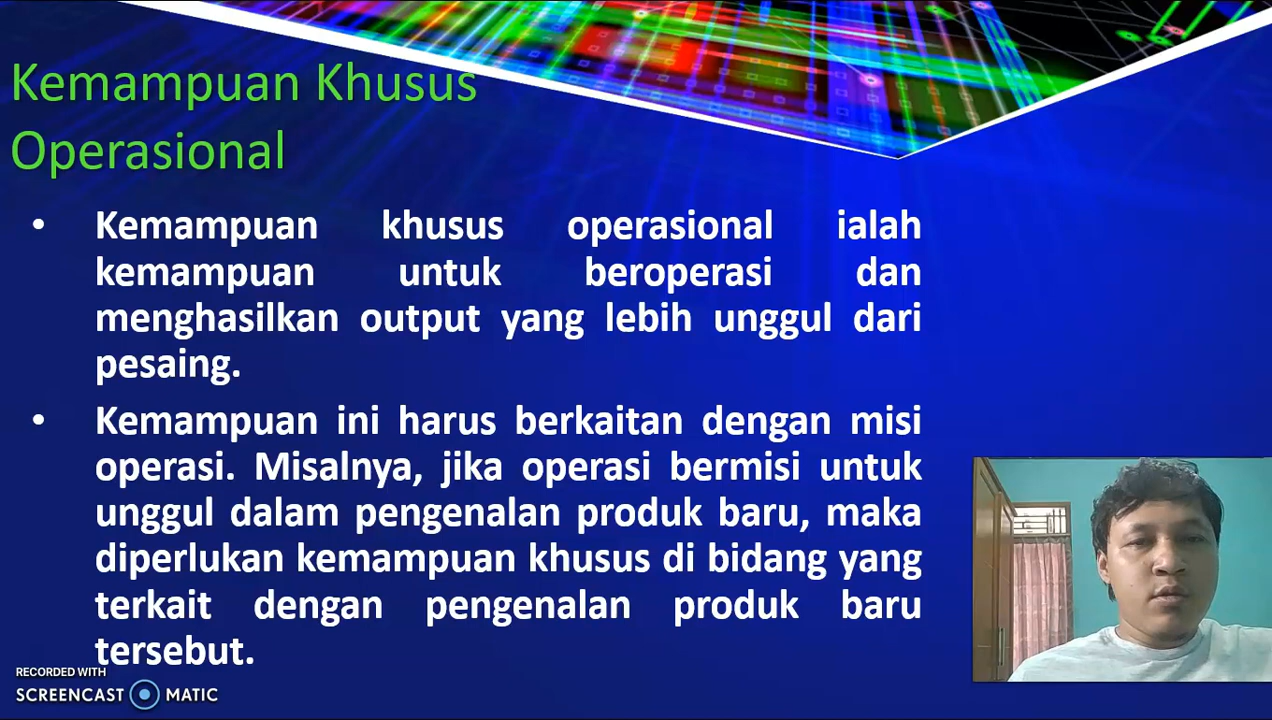 Kemampuan Khusus
Operasional
• Kemampuan khusus operasional ialah
kemampuan untuk beroperasi dan
menghasilkan output yang lebih unggul dari
pesaing.
• Kemampuan ini harus berkaitan dengan misi
operasi. Misalnya, jika operasi bermisi untuk
unggul dalam pengenalan produk baru, maka
diperlukan kemampuan khusus di bidang yang
terkait dengan pengenalan produk baru
tersebut.
RECORDED WITH
SCREENCAST MATIC